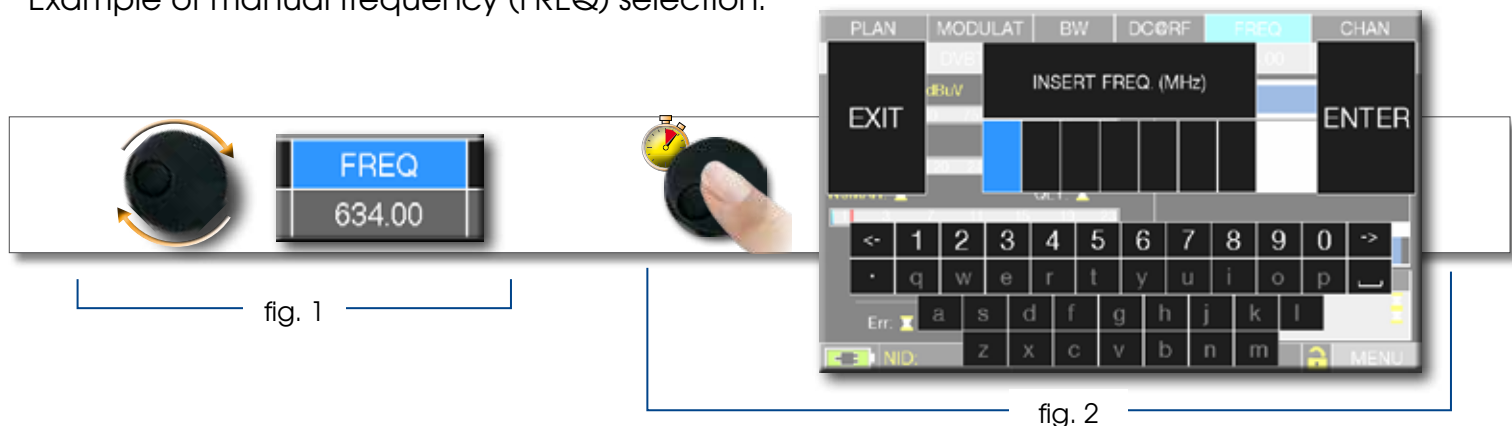 Example of manual frequency (FREQ) selection:
PLAN MODULAT BW DC@RF FREQ CHAN
DVB
dBuV
INSERT FREQ. (MHz)
EXIT
ENTER
FREQ
634.00
<- 1 2 3 4 5 6 7 8 9 0 ->
. q w e r t y u i o p
a s d f g h j k l
Err:
z x c v b n m
NID:
MENU
fig. 1
fig. 2